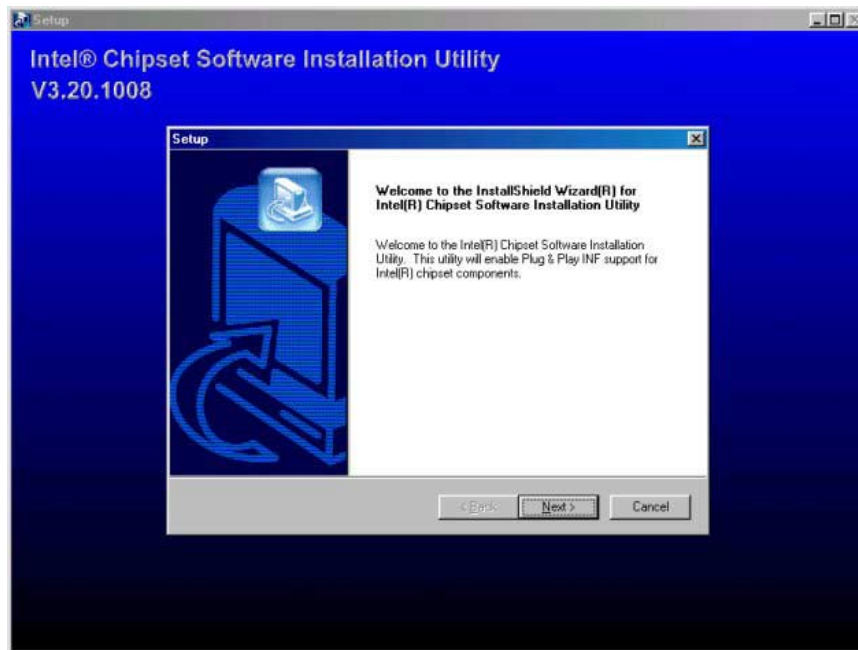 Setup
Intel® Chipset Software Installation Utility
V3.20.1008
Setup
Welcome to the InstallShield Wizard(R) for
Intel(R) Chipset Software Installation Utility
Welcome to the Intel(R) Chipset Software Installation
Utility. This utility will enable Plug & Play INF support for
Intel(R) chipset components.
< Back
Next >
Cancel